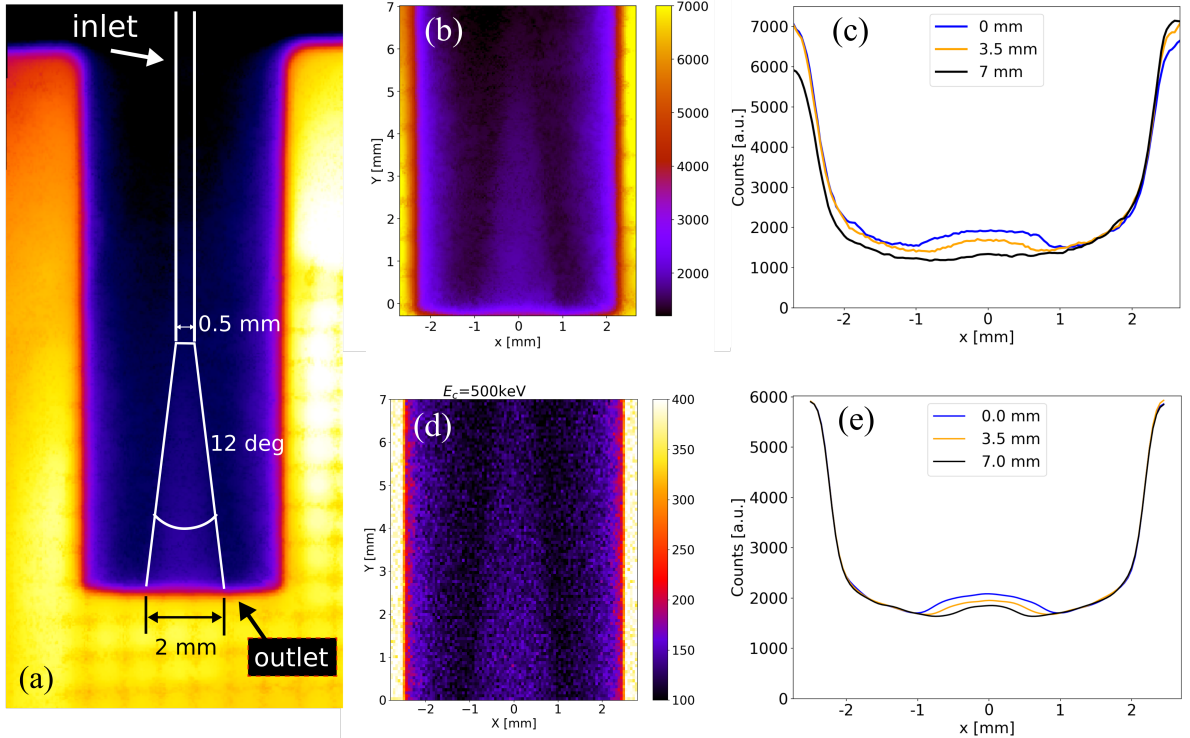 inlet
0.5 mm
12 deg
2 mm
outlet
(a)
(b)
7
6
5
4
3
2
1
0
Y [mm]
-2
-1
0
1
2
x [mm]
7000
6000
5000
4000
3000
2000
(c)
0 mm
3.5 mm
7 mm
7000
6000
5000
4000
3000
2000
1000
0
Counts [a.u.]
-2
-1
0
1
2
x [mm]
E_c=500keV
(d)
7
6
5
4
3
2
1
0
Y [mm]
−2
−1
0
1
2
X [mm]
400
350
300
250
200
150
100
(e)
0.0 mm
3.5 mm
7.0 mm
6000
5000
4000
3000
2000
1000
0
Counts [a.u.]
-2
-1
0
1
2
x [mm]